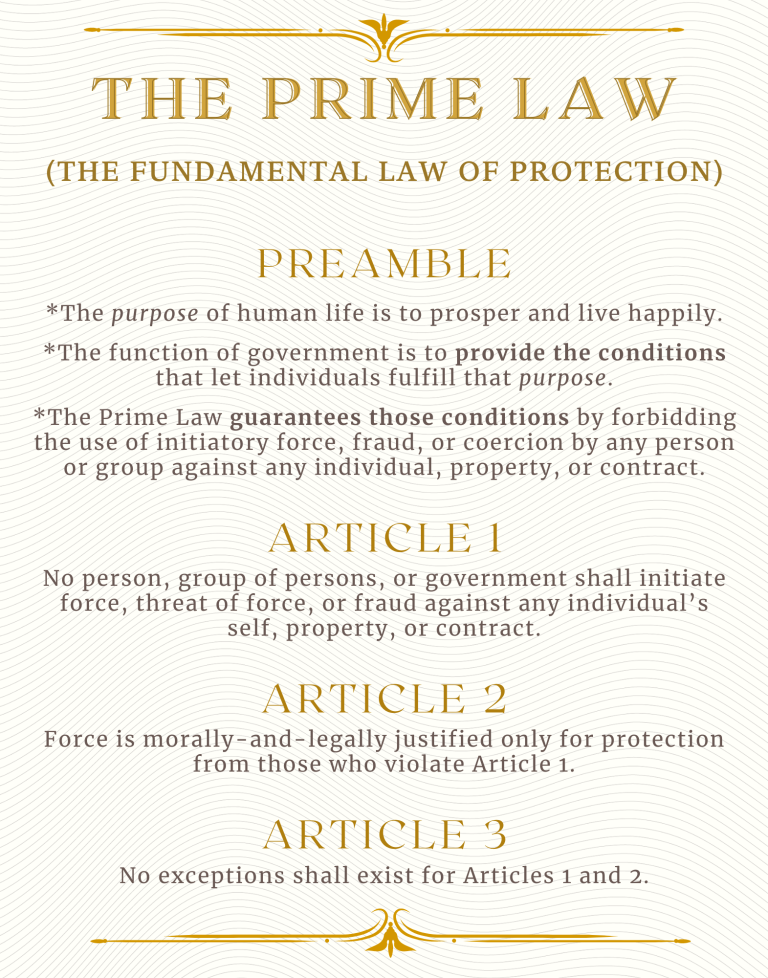 THE PRIME LAW
(THE FUNDAMENTAL LAW OF PROTECTION)
PREAMBLE
*The purpose of human life is to prosper and live happily.
*The function of government is to provide the conditions
that let individuals fulfill that purpose.
*The Prime Law guarantees those conditions by forbidding
the use of initiatory force, fraud, or coercion by any person
or group against any individual, property, or contract.
ARTICLE 1
No person, group of persons, or government shall initiate
force, threat of force, or fraud against any individual’s
self, property, or contract.
ARTICLE 2
Force is morally-and-legally justified only for protection
from those who violate Article 1.
ARTICLE 3
No exceptions shall exist for Articles 1 and 2.